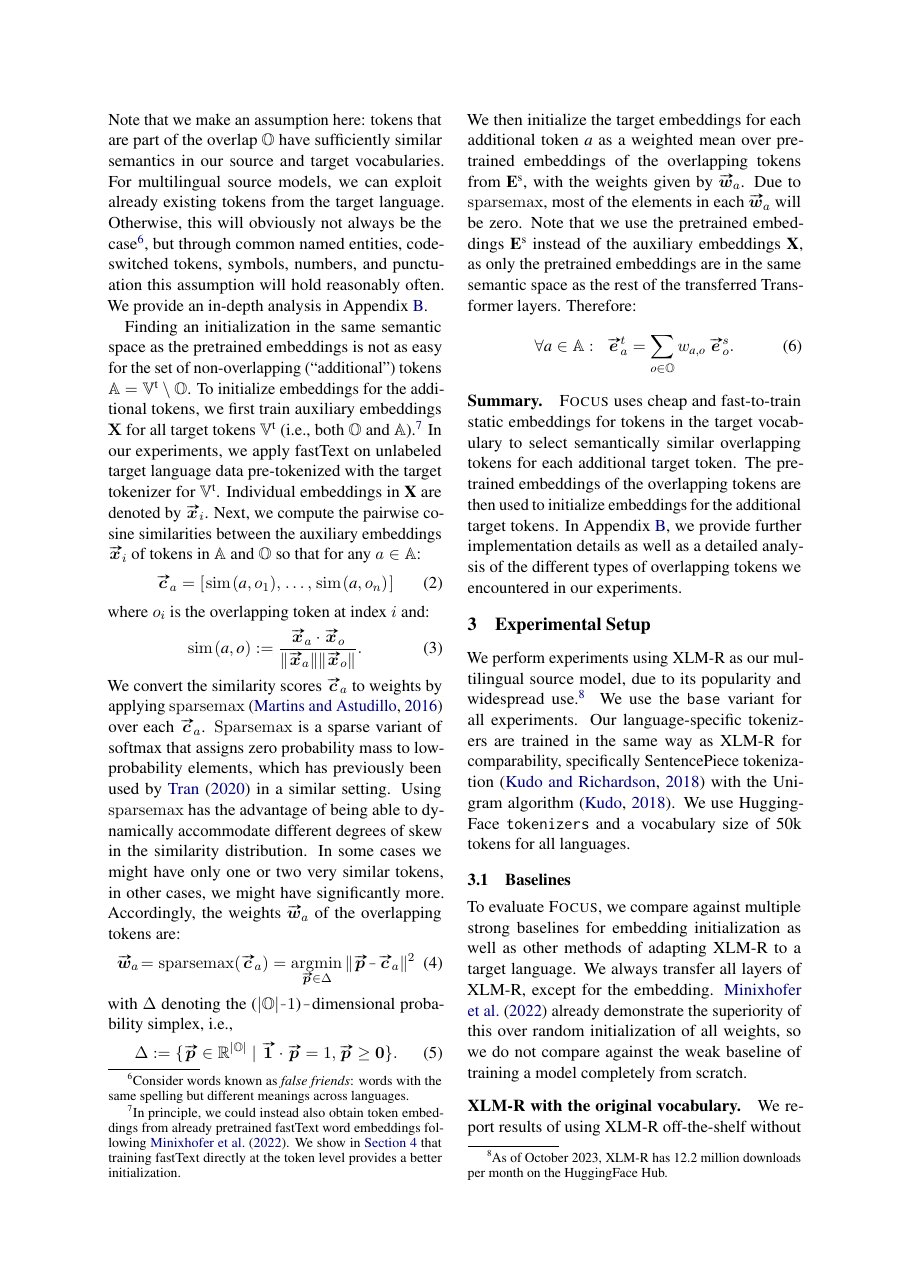 Note that we make an assumption here: tokens that
are part of the overlap 𝕆 have sufficiently similar
semantics in our source and target vocabularies.
For multilingual source models, we can exploit
already existing tokens from the target language.
Otherwise, this will obviously not always be the
case⁶, but through common named entities, code-
switched tokens, symbols, numbers, and punctu-
ation this assumption will hold reasonably often.
We provide an in-depth analysis in Appendix B.
Finding an initialization in the same semantic
space as the pretrained embeddings is not as easy
for the set of non-overlapping (“additional”) tokens
𝔸 = 𝕍ᵗ \ 𝕆. To initialize embeddings for the addi-
tional tokens, we first train auxiliary embeddings
X for all target tokens 𝕍ᵗ (i.e., both 𝕆 and 𝔸).⁷ In
our experiments, we apply fastText on unlabeled
target language data pre-tokenized with the target
tokenizer for 𝕍ᵗ. Individual embeddings in X are
denoted by x⃗ᵢ. Next, we compute the pairwise co-
sine similarities between the auxiliary embeddings
x⃗ᵢ of tokens in 𝔸 and 𝕆 so that for any a ∈ 𝔸:
c⃗ₐ = [sim(a, o₁), . . . , sim(a, oₙ)] (2)
where oᵢ is the overlapping token at index i and:
sim(a, o) := x⃗ₐ · x⃗ₒ / ‖x⃗ₐ‖‖x⃗ₒ‖. (3)
We convert the similarity scores c⃗ₐ to weights by
applying sparsemax (Martins and Astudillo, 2016)
over each c⃗ₐ. Sparsemax is a sparse variant of
softmax that assigns zero probability mass to low-
probability elements, which has previously been
used by Tran (2020) in a similar setting. Using
sparsemax has the advantage of being able to dy-
namically accommodate different degrees of skew
in the similarity distribution. In some cases we
might have only one or two very similar tokens,
in other cases, we might have significantly more.
Accordingly, the weights w⃗ₐ of the overlapping
tokens are:
w⃗ₐ = sparsemax(c⃗ₐ) = argmin ‖p⃗ - c⃗ₐ‖² (4)
p⃗∈Δ
with Δ denoting the (|𝕆|-1)-dimensional proba-
bility simplex, i.e.,
Δ := {p⃗ ∈ ℝ^|𝕆| | 1⃗ · p⃗ = 1, p⃗ ≥ 0}. (5)
⁶Consider words known as false friends: words with the
same spelling but different meanings across languages.
⁷In principle, we could instead also obtain token embed-
dings from already pretrained fastText word embeddings fol-
lowing Minixhofer et al. (2022). We show in Section 4 that
training fastText directly at the token level provides a better
initialization.
We then initialize the target embeddings for each
additional token a as a weighted mean over pre-
trained embeddings of the overlapping tokens
from Eˢ, with the weights given by w⃗ₐ. Due to
sparsemax, most of the elements in each w⃗ₐ will
be zero. Note that we use the pretrained embed-
dings Eˢ instead of the auxiliary embeddings X,
as only the pretrained embeddings are in the same
semantic space as the rest of the transferred Trans-
former layers. Therefore:
∀a ∈ 𝔸 : e⃗ₐᵗ = ∑ w_{a,o} e⃗ₒˢ. (6)
o∈𝕆
Summary. FOCUS uses cheap and fast-to-train
static embeddings for tokens in the target vocab-
ulary to select semantically similar overlapping
tokens for each additional target token. The pre-
trained embeddings of the overlapping tokens are
then used to initialize embeddings for the additional
target tokens. In Appendix B, we provide further
implementation details as well as a detailed analy-
sis of the different types of overlapping tokens we
encountered in our experiments.
3 Experimental Setup
We perform experiments using XLM-R as our mul-
tilingual source model, due to its popularity and
widespread use.⁸ We use the base variant for
all experiments. Our language-specific tokeniz-
ers are trained in the same way as XLM-R for
comparability, specifically SentencePiece tokeniza-
tion (Kudo and Richardson, 2018) with the Uni-
gram algorithm (Kudo, 2018). We use Hugging-
Face tokenizers and a vocabulary size of 50k
tokens for all languages.
3.1 Baselines
To evaluate FOCUS, we compare against multiple
strong baselines for embedding initialization as
well as other methods of adapting XLM-R to a
target language. We always transfer all layers of
XLM-R, except for the embedding. Minixhofer
et al. (2022) already demonstrate the superiority of
this over random initialization of all weights, so
we do not compare against the weak baseline of
training a model completely from scratch.
XLM-R with the original vocabulary. We re-
port results of using XLM-R off-the-shelf without
⁸As of October 2023, XLM-R has 12.2 million downloads
per month on the HuggingFace Hub.